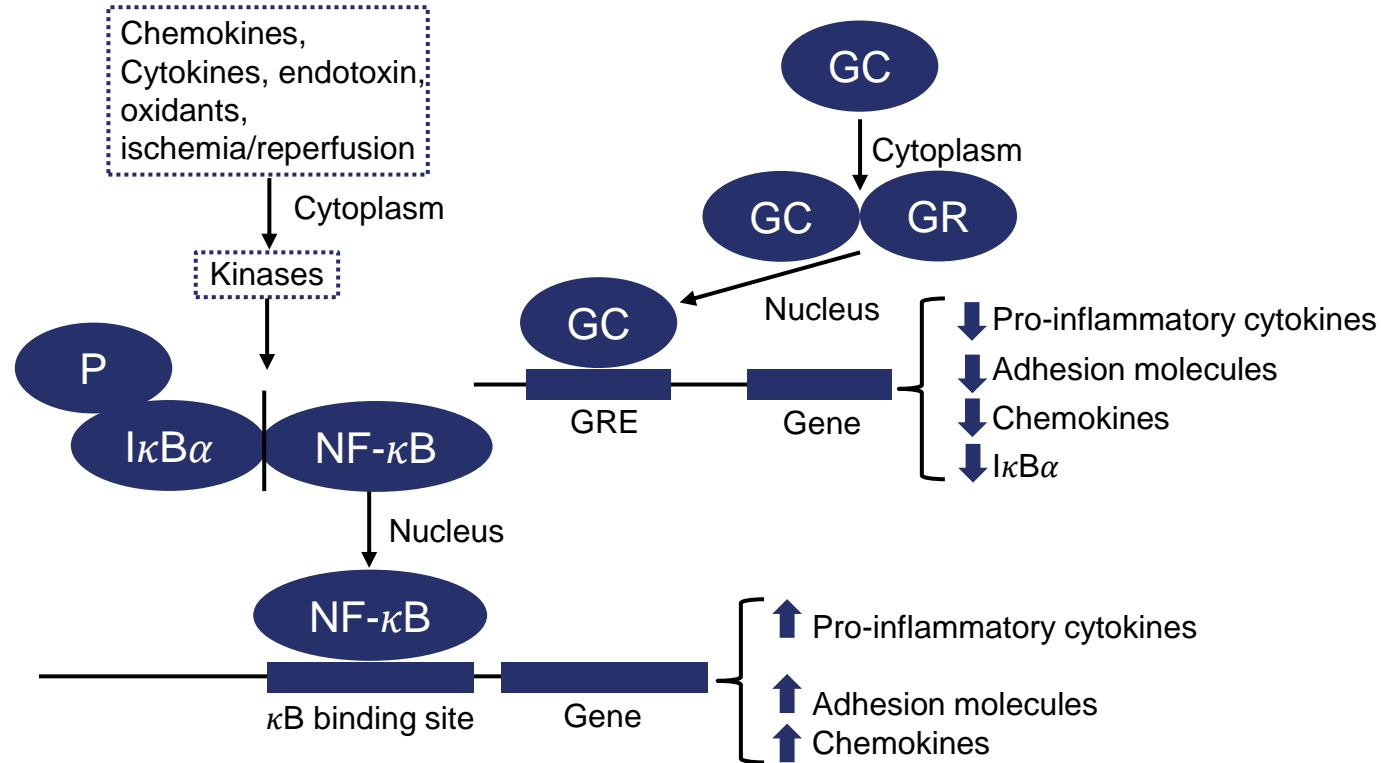 Chemokines,
Cytokines, endotoxin,
oxidants,
ischemia/reperfusion
Cytoplasm
Kinases
P
IκBα
NF-κB
Nucleus
NF-κB
κB binding site
Gene
Pro-inflammatory cytokines
Adhesion molecules
Chemokines
GC
Cytoplasm
GC
GR
Nucleus
GC
GRE
Gene
Pro-inflammatory cytokines
Adhesion molecules
Chemokines
IκBα